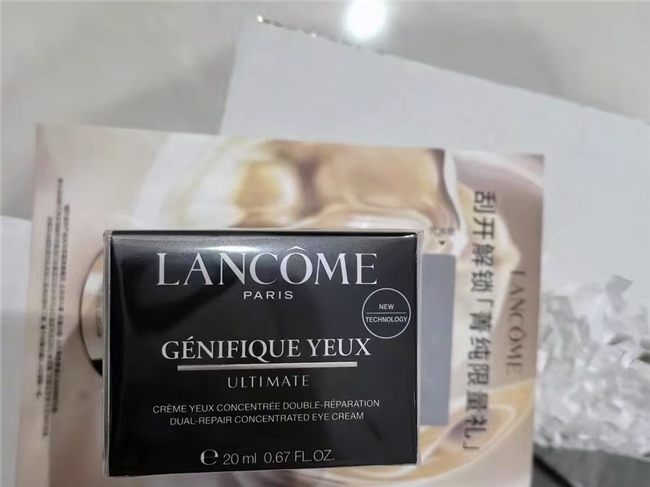 LANCÔME
PARIS
NEW
TECHNOLOGY
GÉNIFIQUE YEUX
ULTIMATE
CRÈME YEUX CONCENTRÉE DOUBLE-RÉPARATION
DUAL-REPAIR CONCENTRATED EYE CREAM
℮ 20 ml 0.67 FL.OZ.
LANCÔME
刮开解锁「菁纯限量礼」